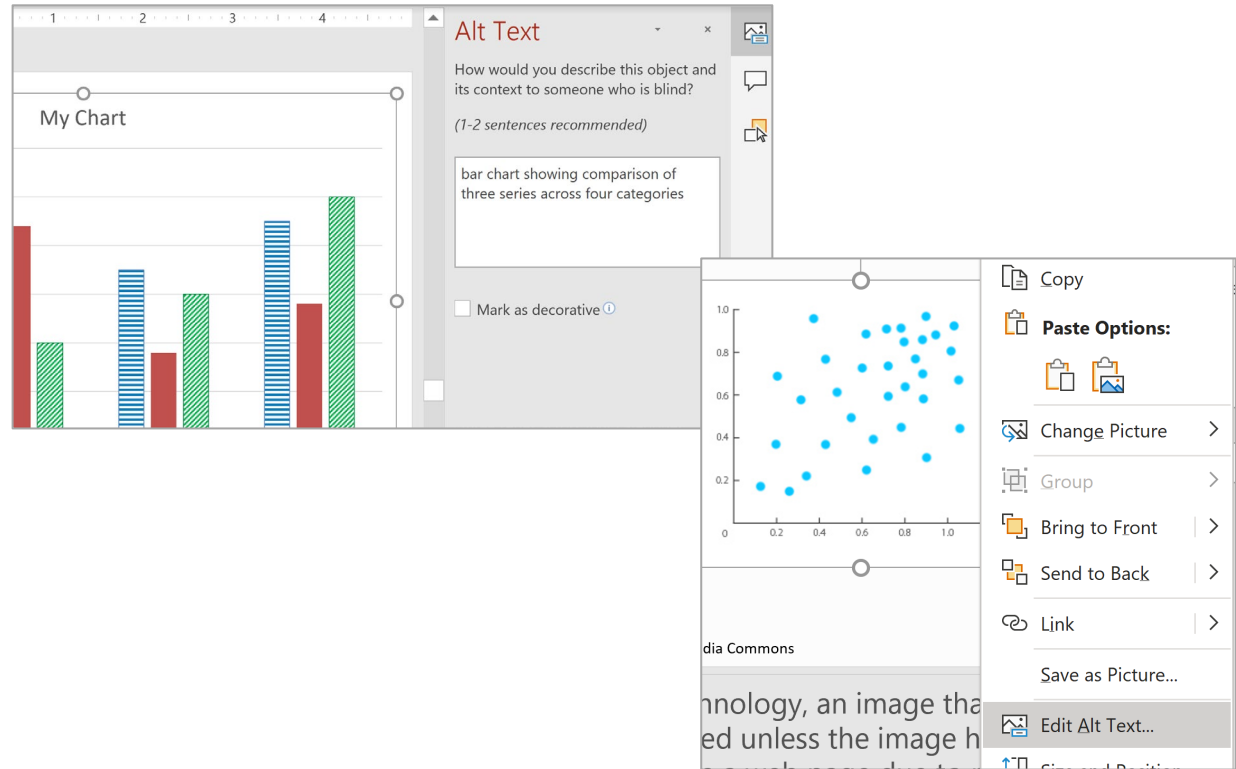 1 2 3 4
My Chart
Alt Text
How would you describe this object and
its context to someone who is blind?
(1-2 sentences recommended)
bar chart showing comparison of
three series across four categories
Mark as decorative
1.0
0.8
0.6
0.4
0.2
0
0.2 0.4 0.6 0.8 1.0
dia Commons
hnology, an image tha
ed unless the image h
Copy
Paste Options:
Change Picture
Group
Bring to Front
Send to Back
Link
Save as Picture...
Edit Alt Text...
Size and Position